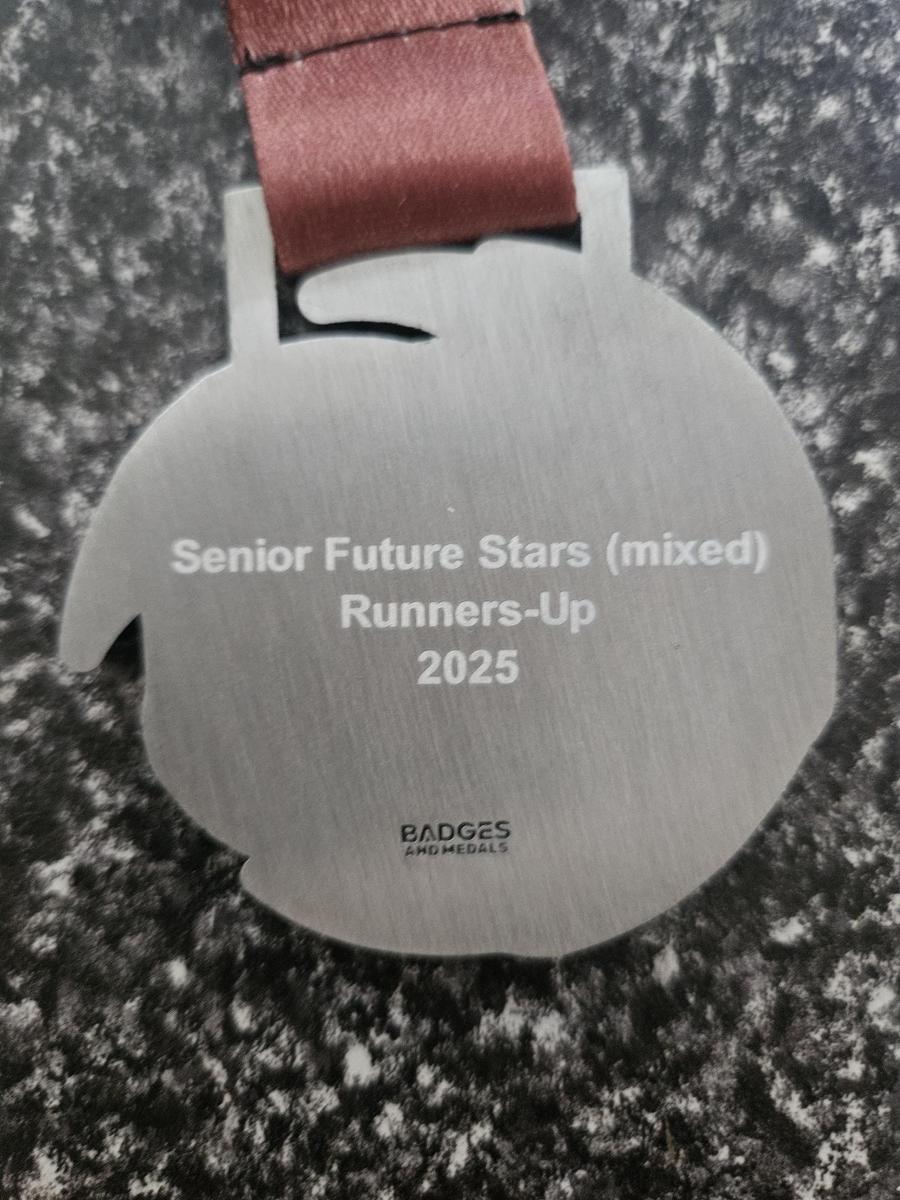 Senior Future Stars (mixed)
Runners-Up
2025
BADGES
AND MEDALS